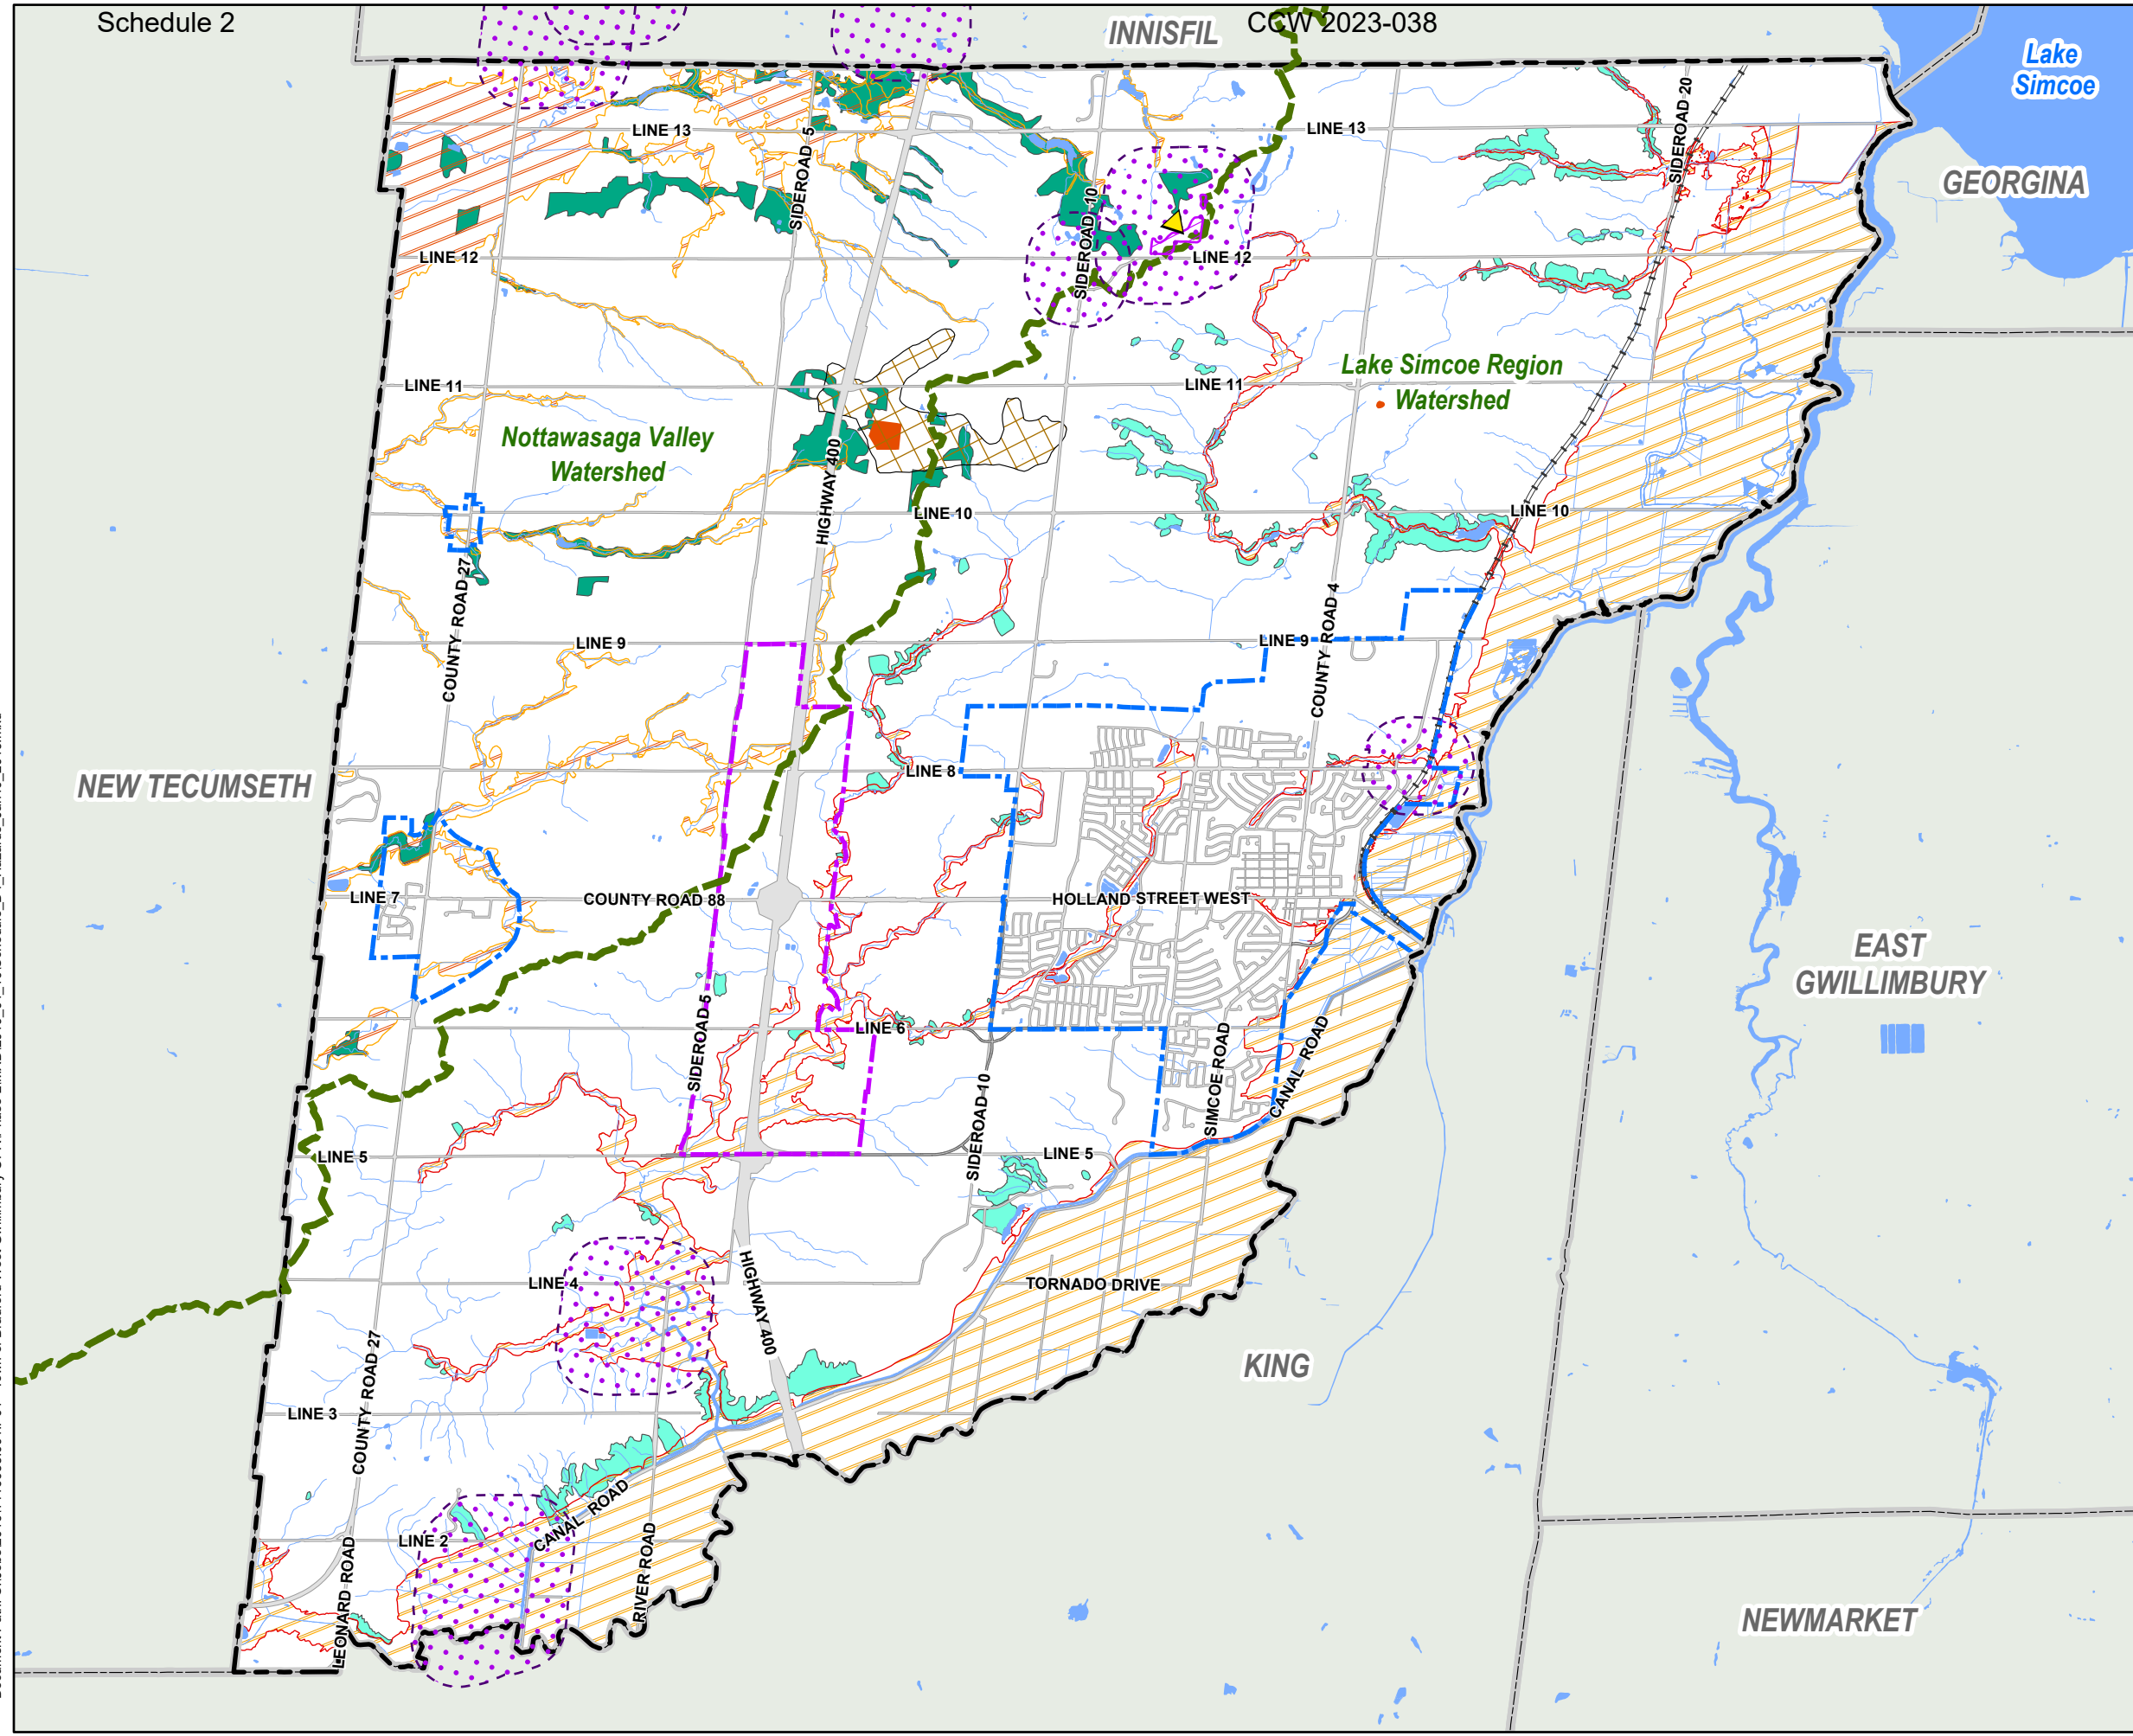 Schedule 2
CCW 2023-038
INNISFIL
Lake
Simcoe
LINE 13
LINE 13
SIDEROAD 5
SIDEROAD 20
GEORGINA
SIDEROAD 10
LINE 12
LINE 12
LINE 11
LINE 11
Lake Simcoe Region
Watershed
Nottawasaga Valley
Watershed
HIGHWAY 400
LINE 10
LINE 10
COUNTY ROAD 27
COUNTY ROAD 4
LINE 9
LINE 9
NEW TECUMSETH
LINE 8
LINE 7
COUNTY ROAD 88
HOLLAND STREET WEST
EAST
GWILLIMBURY
SIDEROAD 5
LINE 6
SIMCOE ROAD
CANAL ROAD
SIDEROAD 10
LINE 5
LINE 5
LINE 4
HIGHWAY 400
TORNADO DRIVE
KING
COUNTY ROAD 27
LINE 3
CANAL ROAD
LINE 2
LEONARD ROAD
RIVER ROAD
NEWMARKET